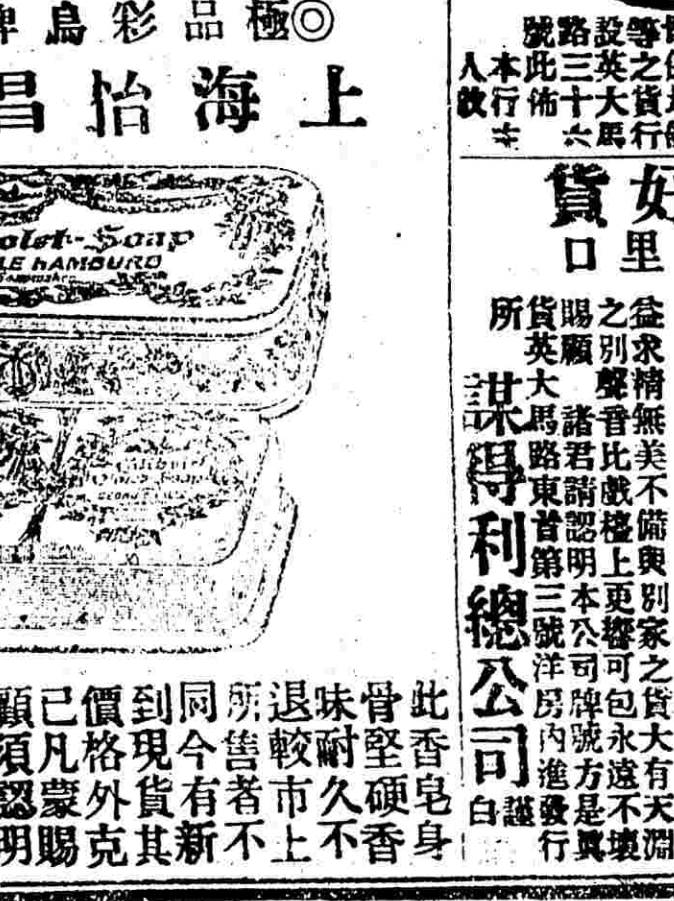 等之貨行
設英大馬
路三十六
號此佈
本行主
人啟
好里
貨口
益求精無美不備與別家之貨大有天淵
之別聲音比戲檯上更響可包永遠不壞
賜顧 諸君請認明本公司牌號方是眞
貨英大馬路東首第三號洋房內進發行
所
謀得利總公司 謹白
◎極品彩鳥牌
上海怡昌
olet-Soap
LE HAMBURG
此香皂身
骨堅硬香
味耐久不
退較市上
所售者不
同今有新
到現貨其
價格外克
已凡蒙賜
顧須認明